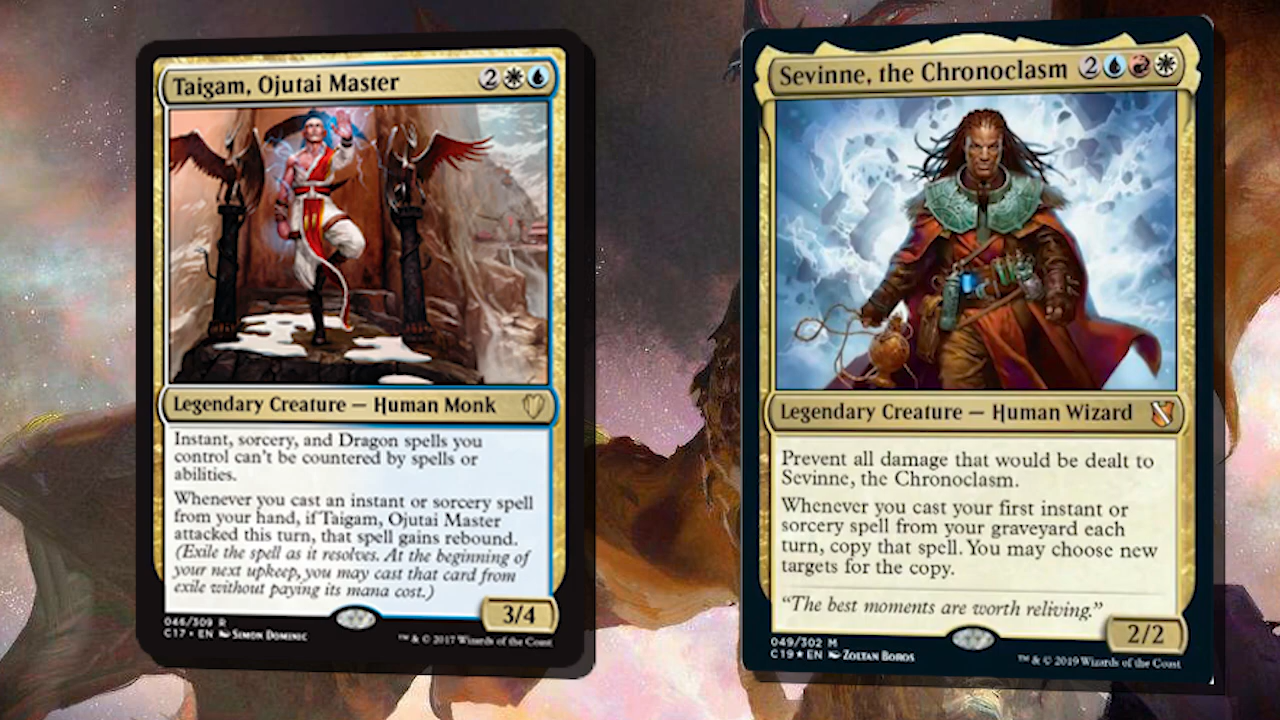 Taigam, Ojutai Master 2
Legendary Creature — Human Monk
Instant, sorcery, and Dragon spells you
control can't be countered by spells or
abilities.
Whenever you cast an instant or sorcery spell
from your hand, if Taigam, Ojutai Master
attacked this turn, that spell gains rebound.
(Exile the spell as it resolves. At the beginning of
your next upkeep, you may cast that card from
exile without paying its mana cost.)
3/4
046/309 R
C17 • EN Simon Dominic
™ & © 2017 Wizards of the Coast
Sevinne, the Chronoclasm 2
Legendary Creature — Human Wizard
Prevent all damage that would be dealt to
Sevinne, the Chronoclasm.
Whenever you cast your first instant or
sorcery spell from your graveyard each
turn, copy that spell. You may choose new
targets for the copy.
"The best moments are worth reliving."
2/2
049/302 M
C19 ★ EN Zoltan Boros
™ & © 2019 Wizards of the Coast